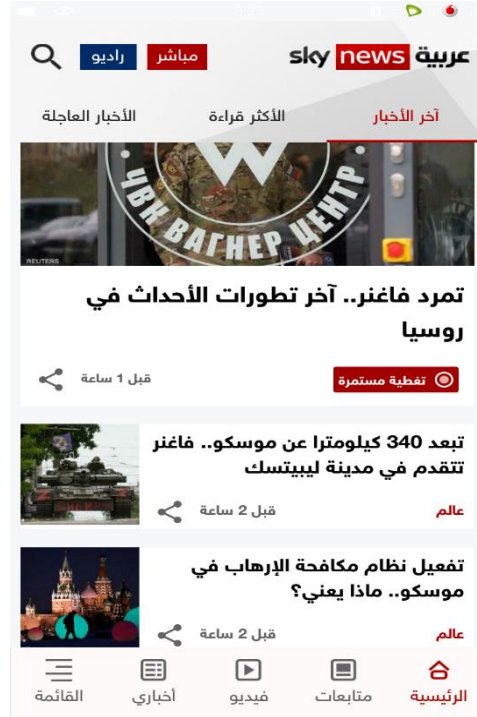 sky news عربية
مباشر
راديو
آخر الأخبار
الأكثر قراءة
الأخبار العاجلة
ЧВК ВАГНЕР ЦЕНТР
REUTERS
تمرد فاغنر.. آخر تطورات الأحداث في
روسيا
تغطية مستمرة
قبل 1 ساعة
تبعد 340 كيلومترا عن موسكو.. فاغنر
تتقدم في مدينة ليبيتسك
عالم
قبل 2 ساعة
تفعيل نظام مكافحة الإرهاب في
موسكو.. ماذا يعني؟
عالم
قبل 2 ساعة
الرئيسية
متابعات
فيديو
أخباري
القائمة